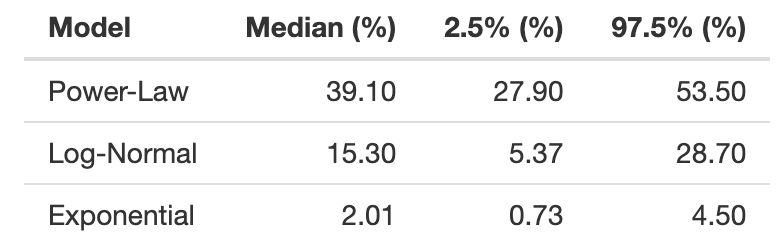 Model Median (%) 2.5% (%) 97.5% (%)
Power-Law 39.10 27.90 53.50
Log-Normal 15.30 5.37 28.70
Exponential 2.01 0.73 4.50